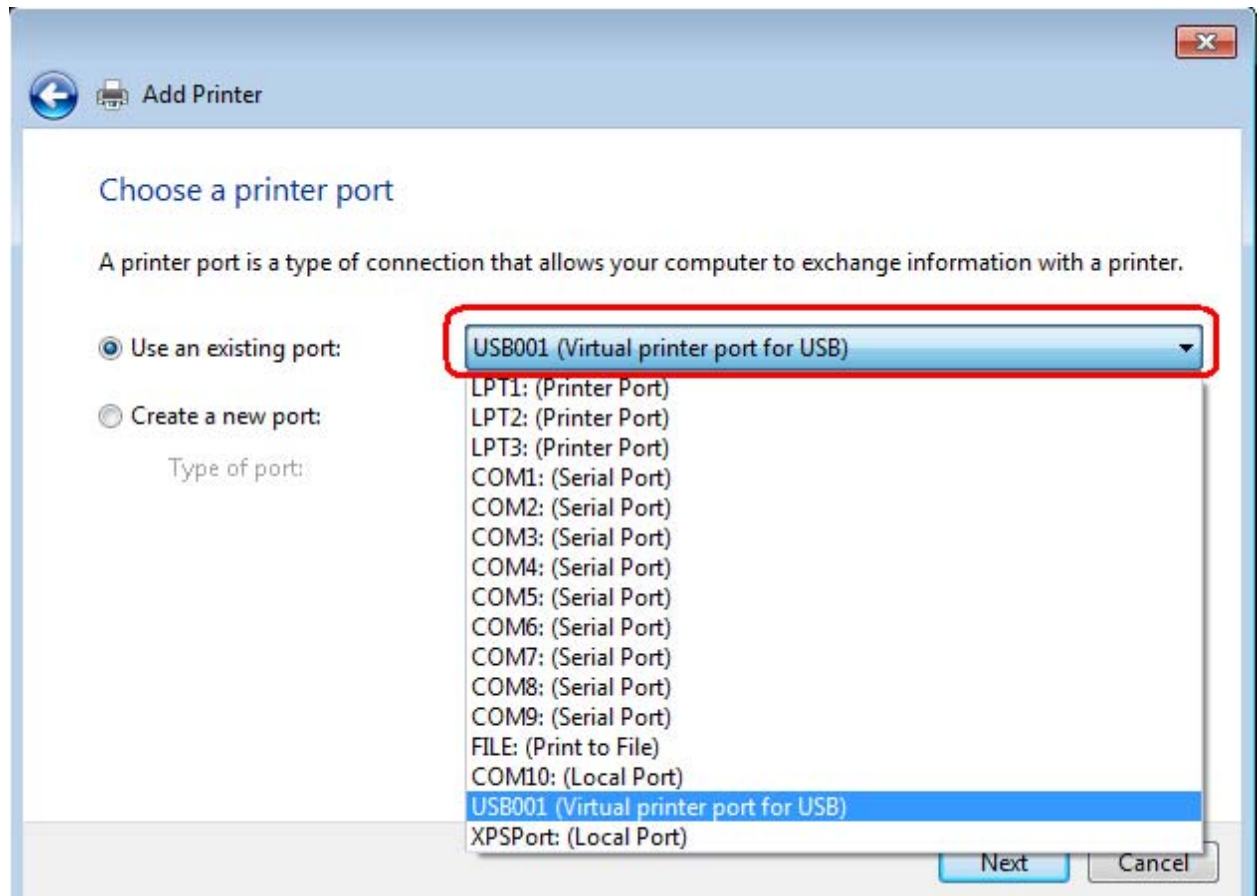 Add Printer
Choose a printer port
A printer port is a type of connection that allows your computer to exchange information with a printer.
Use an existing port: USB001 (Virtual printer port for USB)
LPT1: (Printer Port)
Create a new port: LPT2: (Printer Port)
LPT3: (Printer Port)
Type of port: COM1: (Serial Port)
COM2: (Serial Port)
COM3: (Serial Port)
COM4: (Serial Port)
COM5: (Serial Port)
COM6: (Serial Port)
COM7: (Serial Port)
COM8: (Serial Port)
COM9: (Serial Port)
FILE: (Print to File)
COM10: (Local Port)
USB001 (Virtual printer port for USB)
XPSPort: (Local Port)
Next Cancel